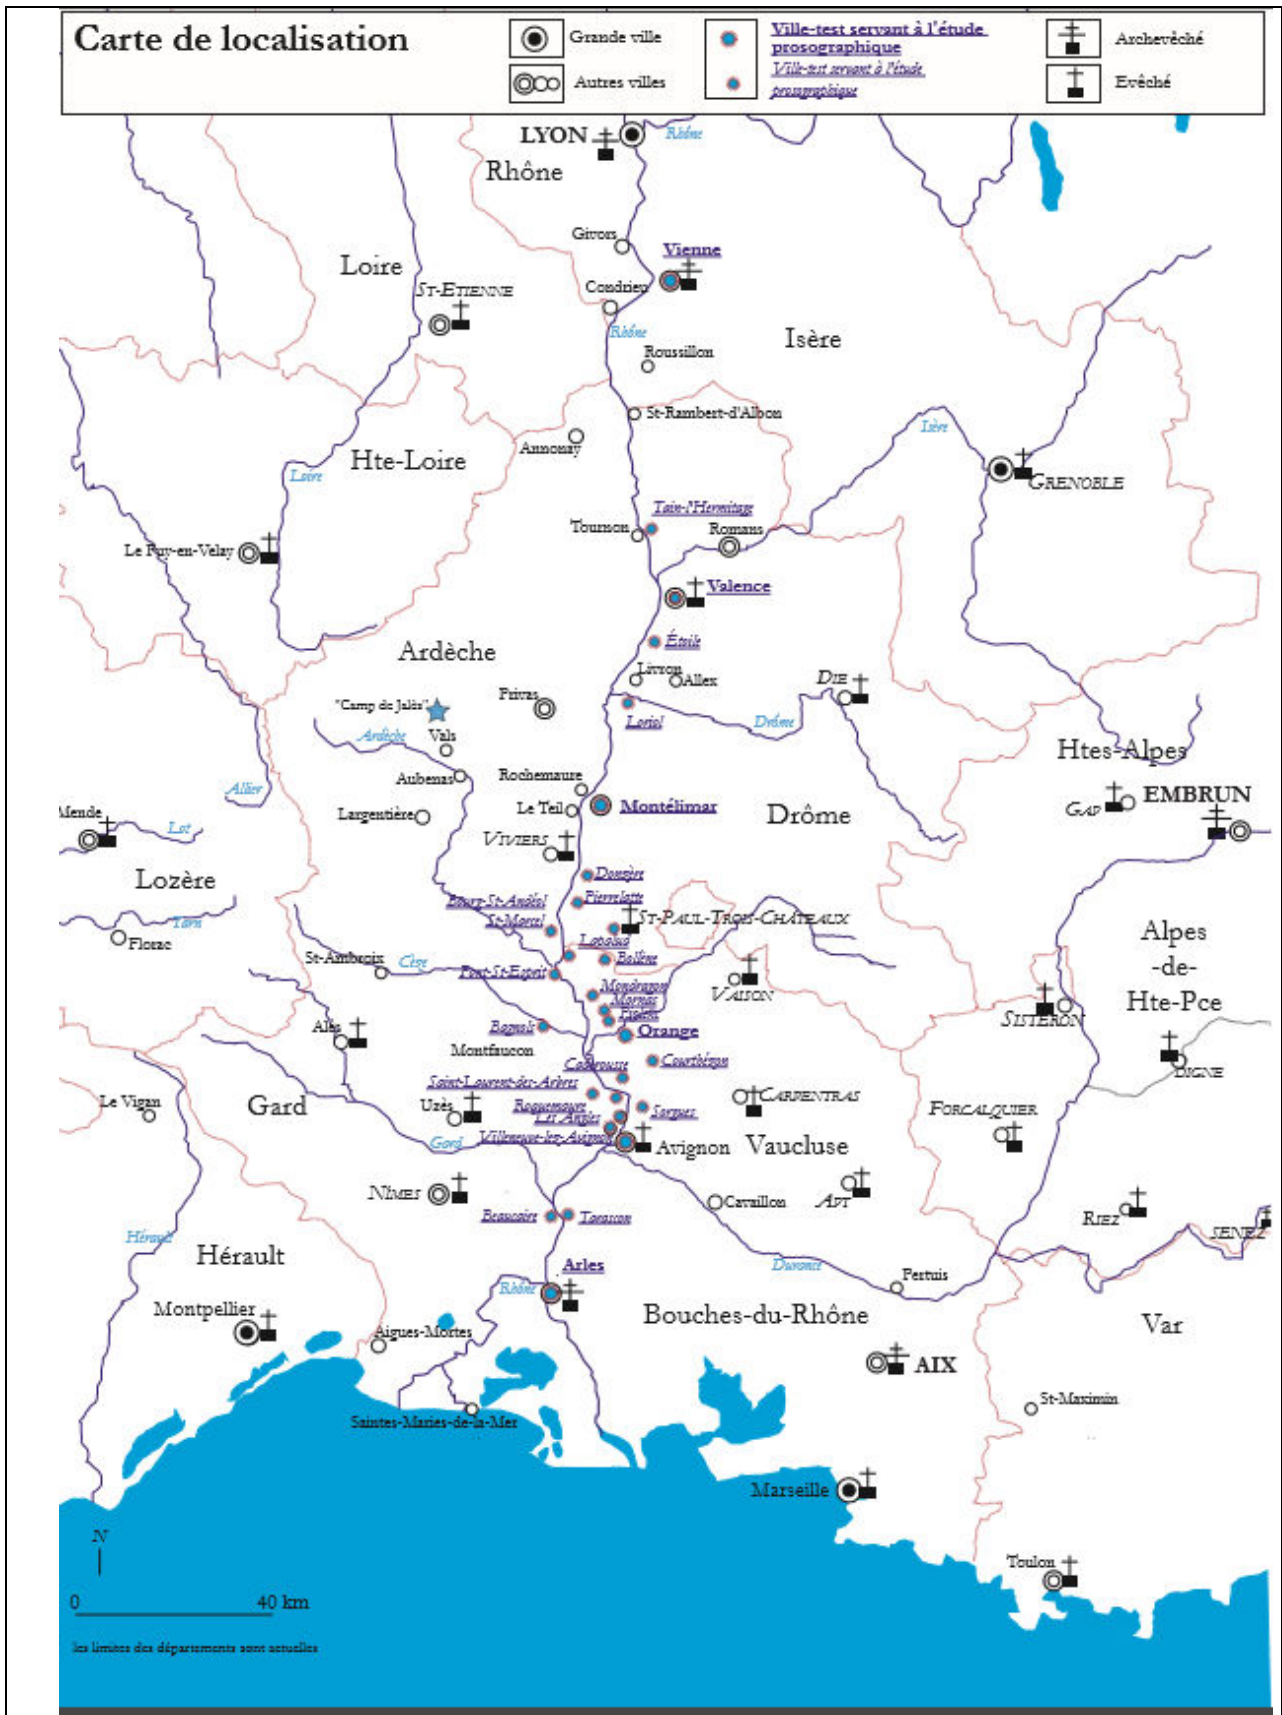 Carte de localisation
Grande ville
Autres villes
Ville-test servant à l'étude
prosographique
Ville-test servant à l'étude
prosographique
Archevêché
Evêché
LYON
Rhône
Rhône
Givors
Vienne
Loire
ST-ETIENNE
Condrieu
Rhône
Isère
Roussillon
St-Rambert-d'Albon
Annonay
Isère
Hte-Loire
Loire
GRENOBLE
Tain-l'Hermitage
Tournon
Romans
Le Puy-en-Velay
Valence
Étoile
Ardèche
Livron
Allex
DIE
"Camp de Jalès"
Privas
Loriol
Drôme
Ardèche
Vals
Htes-Alpes
Aubenas
Rochemaure
Allier
EMBRUN
GAP
Mende
Largentière
Le Teil
Montélimar
Drôme
Lot
VIVIERS
Lozère
Donzère
Bourg-St-Andéol
Pierrelatte
St-Marcel
ST-PAUL-TROIS-CHÂTEAUX
Tarn
Florac
Alpes
-de-
Hte-Pce
Lapalud
Bollène
St-Ambroix
Cèze
Pont-St-Esprit
VAISON
Mondragon
Mornas
Piolenc
SISTERON
Alès
Bagnols
Orange
Montfaucon
Courthézon
DIGNE
Caderousse
Saint-Laurent-des-Arbres
CARPENTRAS
Le Vigan
Gard
Uzès
Roquemaure
Sorgues
FORCALQUIER
Les Angles
Gard
Villeneuve-lez-Avignon
Avignon
Vaucluse
NÎMES
Cavaillon
APT
Beaucaire
Tarascon
RIEZ
SENEZ
Hérault
Hérault
Arles
Durance
Pertuis
Rhône
Montpellier
Bouches-du-Rhône
Var
Aigues-Mortes
AIX
St-Maximin
Saintes-Maries-de-la-Mer
Marseille
N
Toulon
0 40 km
les limites des départements sont actuelles